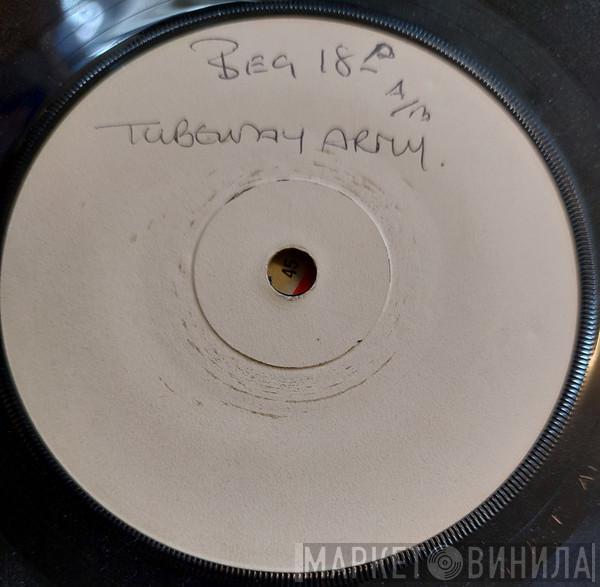 BEG 18 P
A/B
TUBEWAY ARMY.
45
МАРКЕТ ВИНИЛА